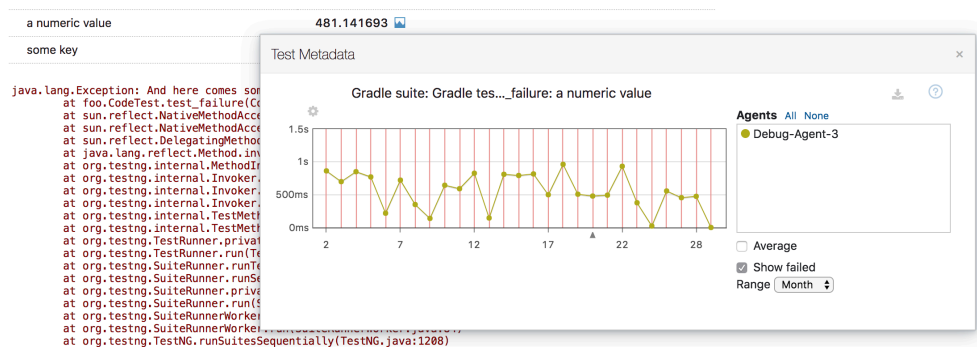 a numeric value 481.141693
some key
Test Metadata ×
java.lang.Exception: And here comes
at foo.CodeTest.test_failure(
at sun.reflect.NativeMethodAcce
at sun.reflect.NativeMethodAcce
at sun.reflect.DelegatingMethod
at java.lang.reflect.Method.inv
at org.testng.internal.MethodIn
at org.testng.internal.Invoker.
at org.testng.internal.Invoker.
at org.testng.internal.Invoker.
at org.testng.internal.TestMeth
at org.testng.internal.TestMeth
at org.testng.TestRunner.privat
at org.testng.TestRunner.run(Te
at org.testng.SuiteRunner.runTe
at org.testng.SuiteRunner.runSe
at org.testng.SuiteRunner.priva
at org.testng.SuiteRunner.run(S
at org.testng.SuiteRunnerWorker
at org.testng.SuiteRunnerWorker
at org.testng.TestNG.runSuitesSequentially(TestNG.java:1208)
Gradle suite: Gradle tes..._failure: a numeric value
?
1.5s
1s
500ms
0ms
2 7 12 17 22 28
Agents All None
Debug-Agent-3
Average
Show failed
Range Month